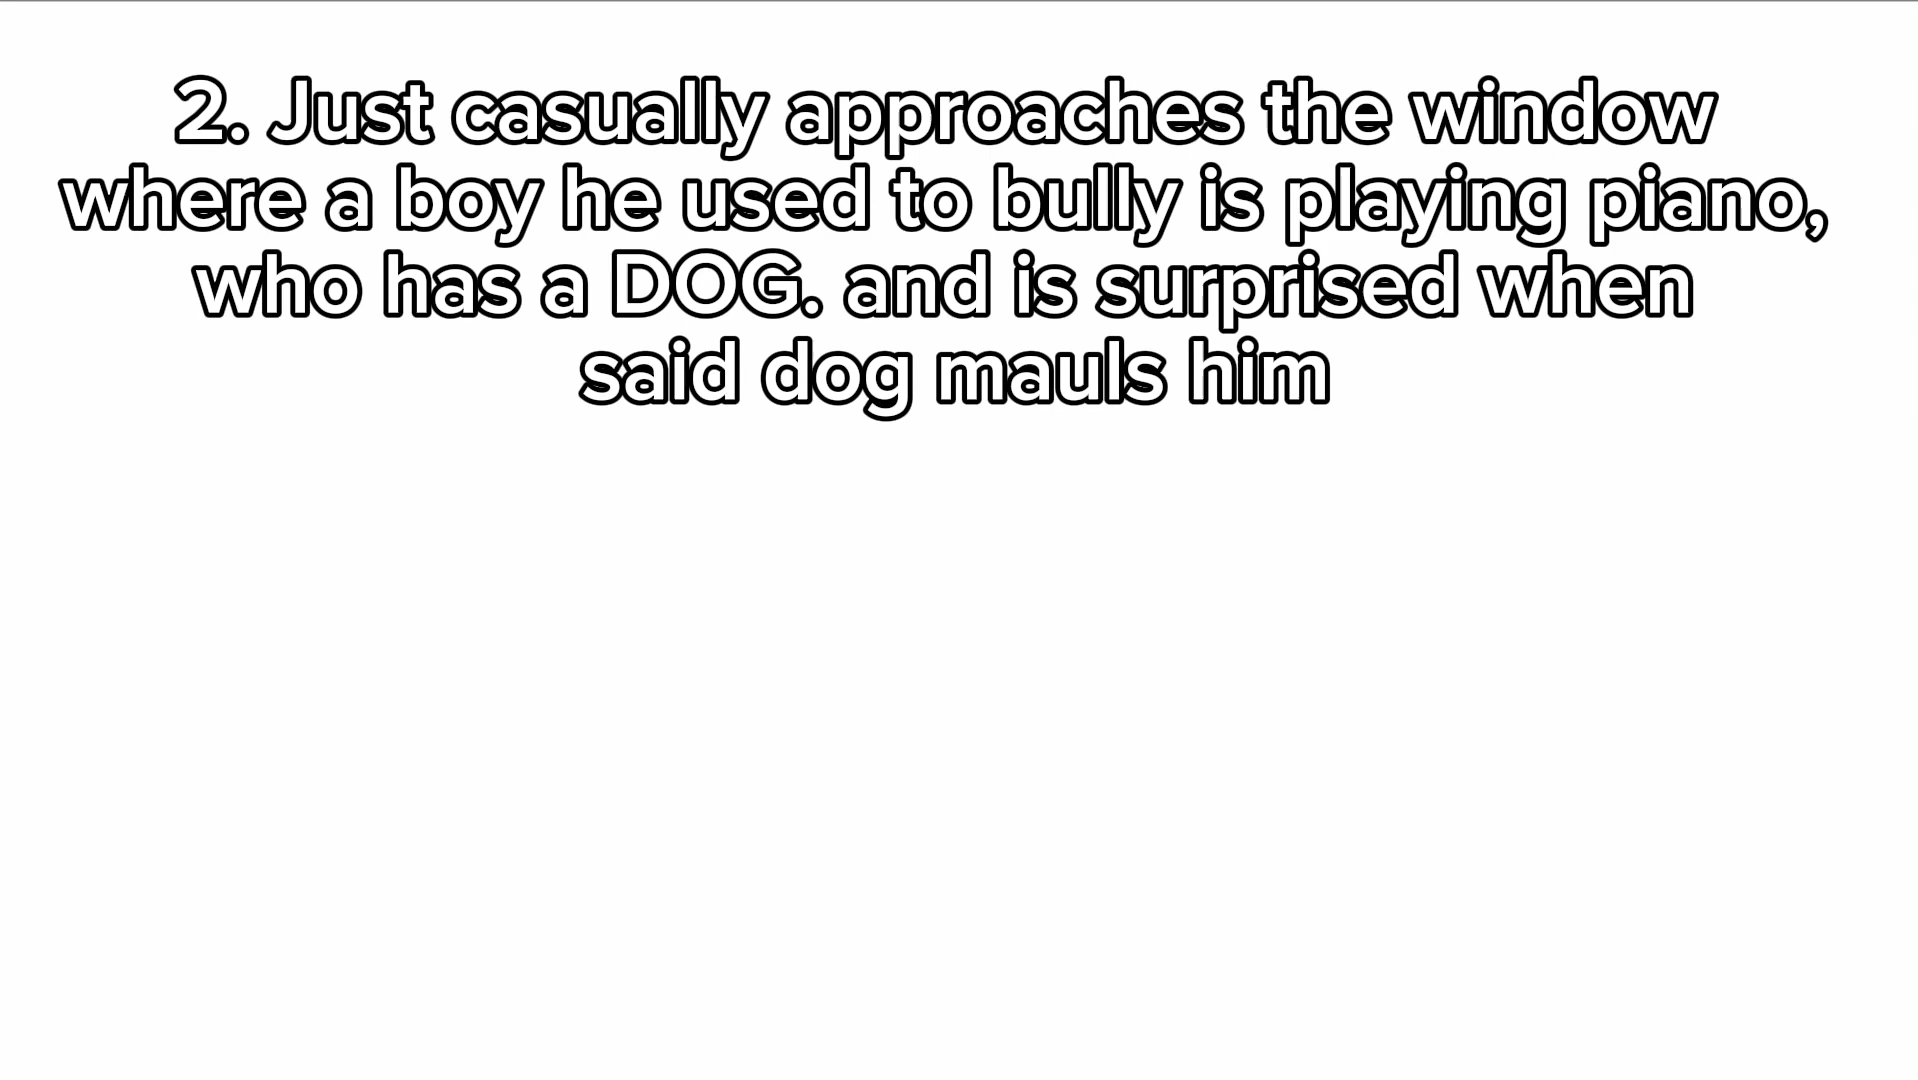 2. Just casually approaches the window
where a boy he used to bully is playing piano,
who has a DOG. and is surprised when
said dog mauls him